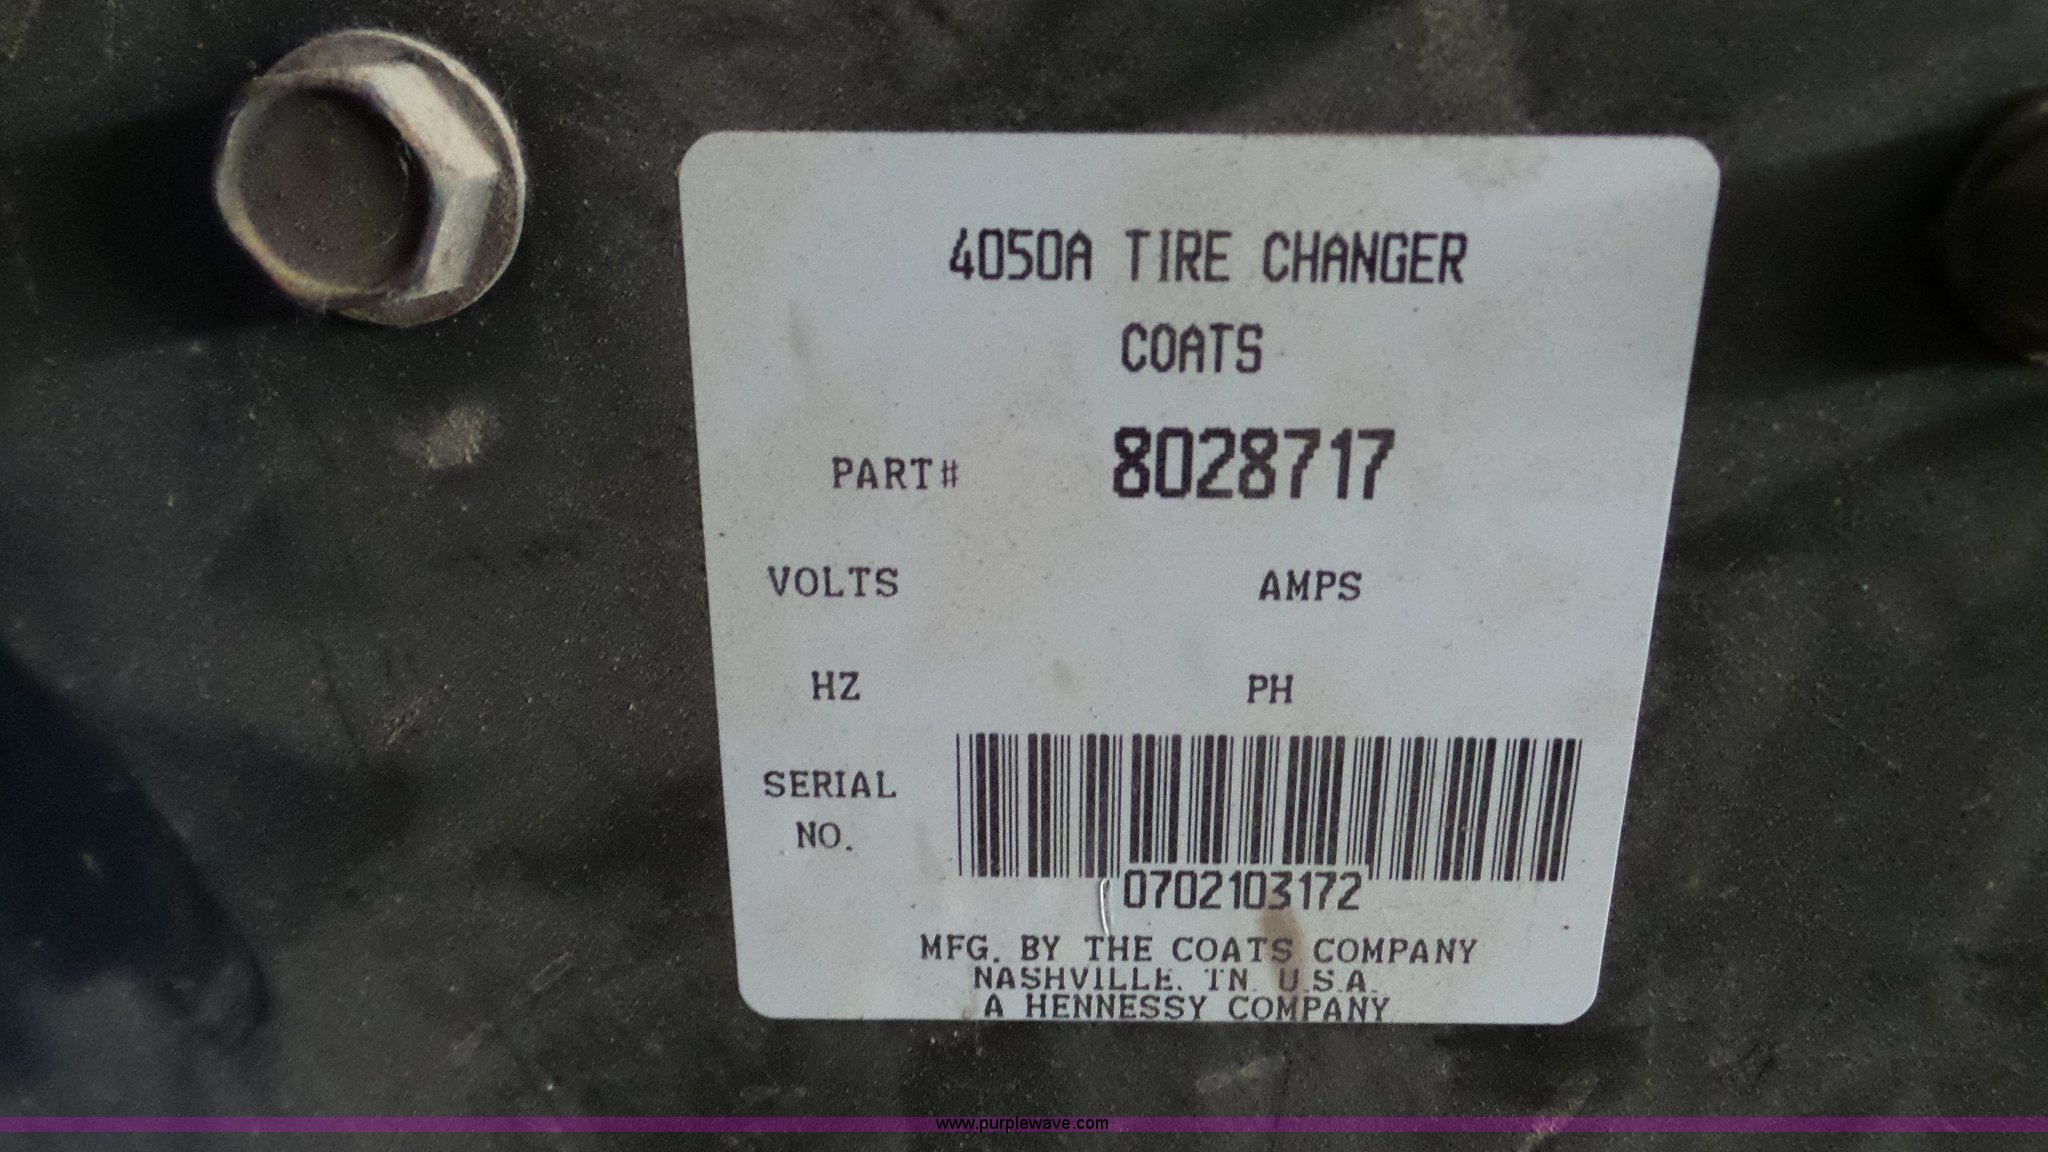 4050A TIRE CHANGER
COATS
PART# 8028717
VOLTS AMPS
HZ PH
SERIAL
NO.
0702103172
MFG. BY THE COATS COMPANY
NASHVILLE. TN. U.S.A.
A HENNESSY COMPANY
www.purplewave.com